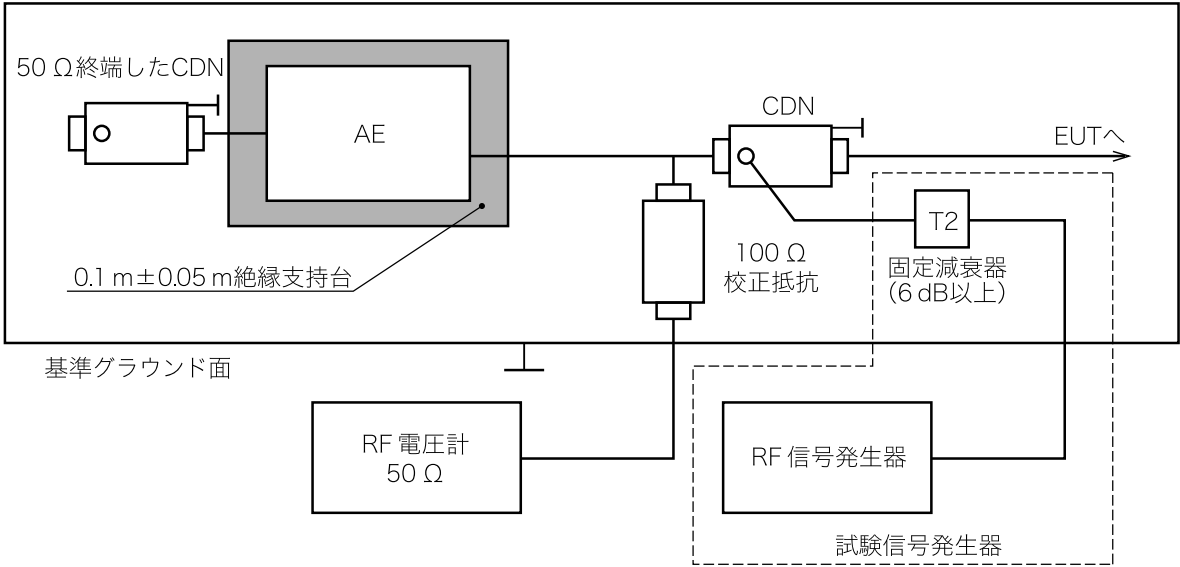 50 Ω終端したCDN
AE
CDN
EUTへ
T2
固定減衰器
(6 dB以上)
100 Ω
校正抵抗
0.1 m±0.05 m絶縁支持台
基準グラウンド面
RF 電圧計
50 Ω
RF 信号発生器
試験信号発生器